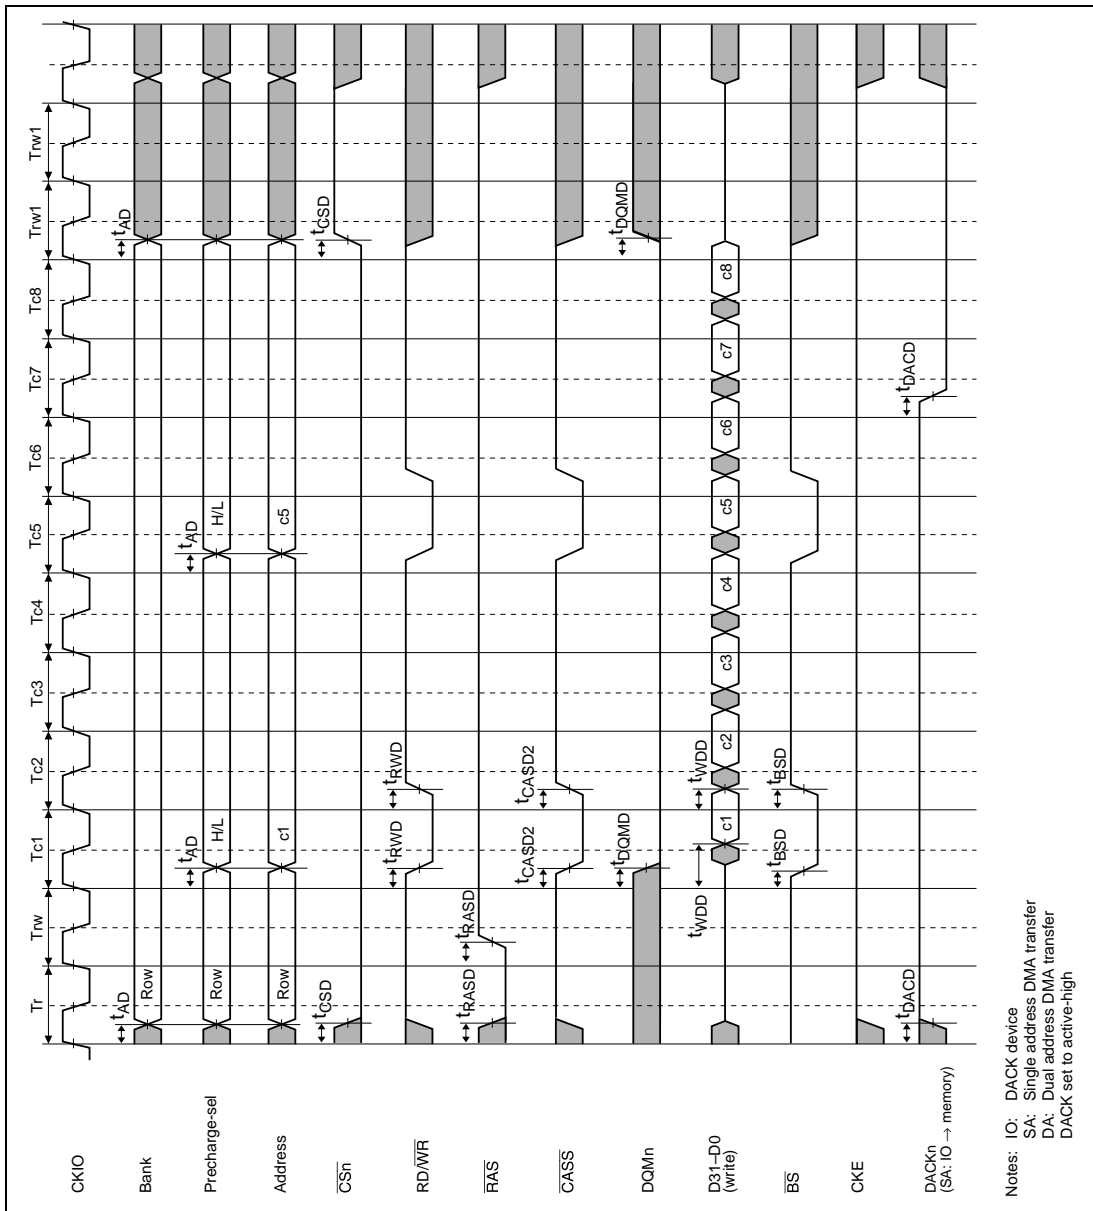 Tr Trw Tc1 Tc2 Tc3 Tc4 Tc5 Tc6 Tc7 Tc8 Trw1 Trw1
CKIO
tAD tAD
Bank Row
tAD tAD
Precharge-sel Row H/L H/L
Address Row c1 c5
tCSD tCSD
CSn
tRWD tRWD
RD/WR
tRASD tRASD
RAS
tCASD2 tCASD2
CASS
tDQMD tDQMD
DQMn
tWDD tWDD
D31–D0
(write)
c1 c2 c3 c4 c5 c6 c7 c8
tBSD tBSD
BS
CKE
tDACD tDACD
DACKn
(SA: IO → memory)
Notes: IO: DACK device
SA: Single address DMA transfer
DA: Dual address DMA transfer
DACK set to active-high